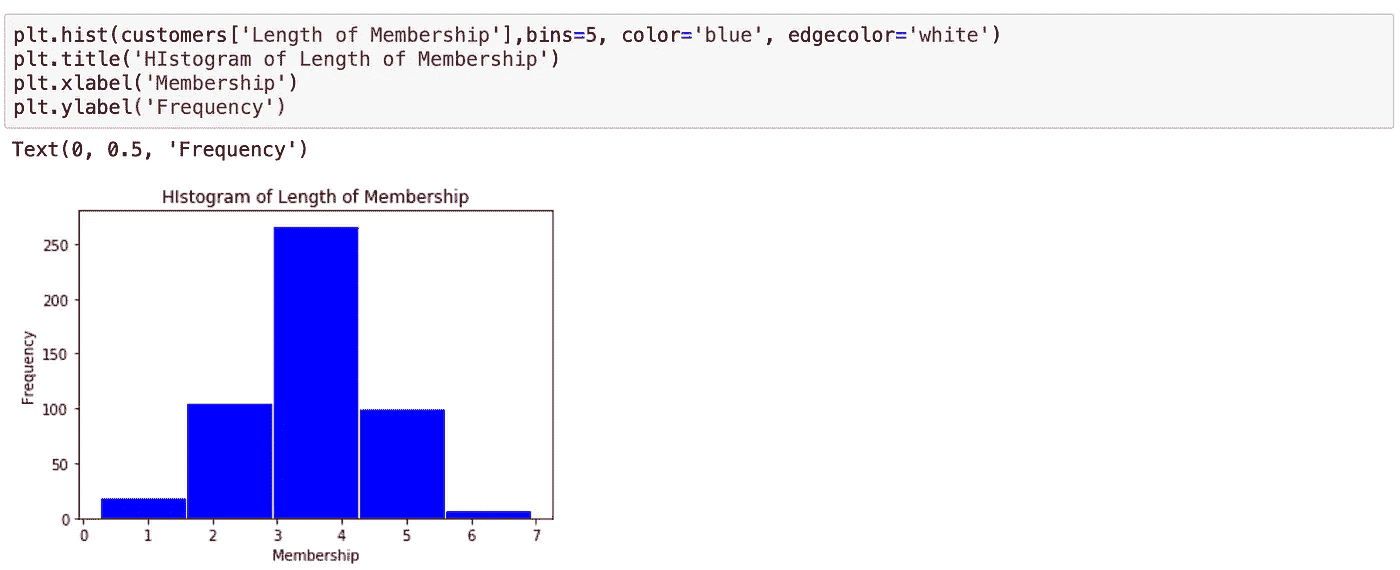 plt.hist(customers['Length of Membership'],bins=5, color='blue', edgecolor='white')
plt.title('HIstogram of Length of Membership')
plt.xlabel('Membership')
plt.ylabel('Frequency')
Text(0, 0.5, 'Frequency')
HIstogram of Length of Membership
Frequency
250
200
150
100
50
0
0 1 2 3 4 5 6 7
Membership